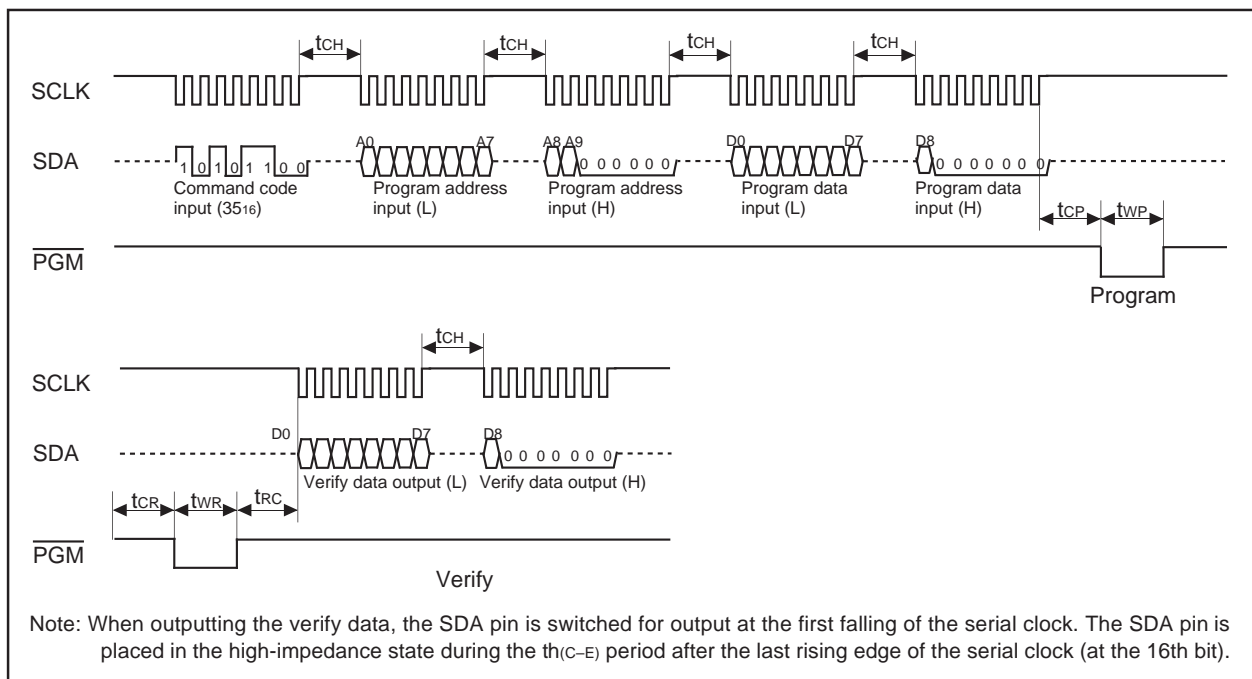 tCH tCH tCH tCH
SCLK
SDA
A0 A7 A8 A9 D0 D7 D8
1 0 1 0 1 1 0 0
0 0 0 0 0 0
0 0 0 0 0 0 0
Command code
input (3516)
Program address
input (L)
Program address
input (H)
Program data
input (L)
Program data
input (H)
tCP tWP
PGM
Program
tCH
SCLK
SDA
D0 D7 D8
0 0 0 0 0 0 0
Verify data output (L) Verify data output (H)
tCR tWR tRC
PGM
Verify
Note: When outputting the verify data, the SDA pin is switched for output at the first falling of the serial clock. The SDA pin is
placed in the high-impedance state during the th(C–E) period after the last rising edge of the serial clock (at the 16th bit).